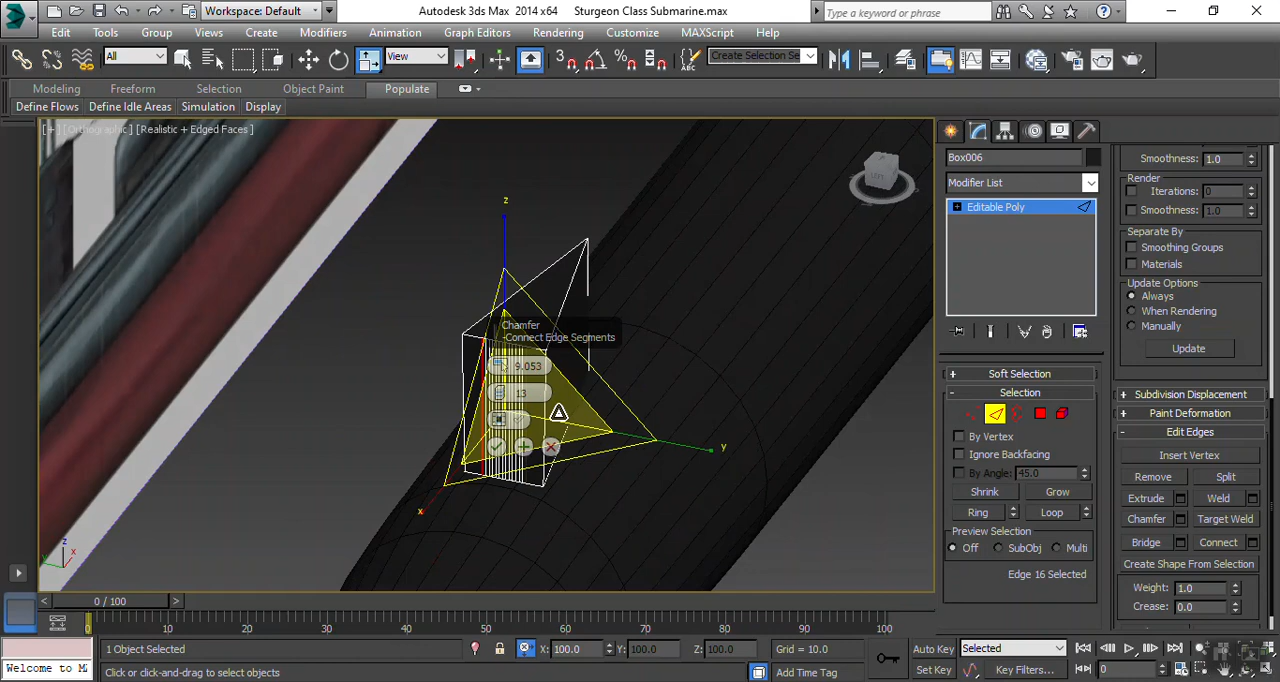 Workspace: Default
Autodesk 3ds Max 2014 x64
Sturgeon Class Submarine.max
Type a keyword or phrase
Edit Tools Group Views Create Modifiers Animation Graph Editors Rendering Customize MAXScript Help
All
View
3
Create Selection Se
Modeling Freeform Selection Object Paint Populate
Define Flows Define Idle Areas Simulation Display
[+] [Orthographic] [Realistic + Edged Faces]
z
y
x
Chamfer
-Connect Edge Segments
9.053
13
z
x
y
Box006
Modifier List
Editable Poly
Soft Selection
Selection
By Vertex
Ignore Backfacing
By Angle: 45.0
Shrink Grow
Ring Loop
Preview Selection
Off SubObj Multi
Edge 16 Selected
Smoothness: 1.0
Render
Iterations: 0
Smoothness: 1.0
Separate By
Smoothing Groups
Materials
Update Options
Always
When Rendering
Manually
Update
Subdivision Displacement
Paint Deformation
Edit Edges
Insert Vertex
Remove Split
Extrude Weld
Chamfer Target Weld
Bridge Connect
Create Shape From Selection
Weight: 1.0
Crease: 0.0
0 / 100
0 10 20 30 40 50 60 70 80 90 100
1 Object Selected
X: 100.0 Y: 100.0 Z: 100.0
Grid = 10.0
Auto Key Selected
Welcome to M
Click or click-and-drag to select objects
Add Time Tag
Set Key Key Filters...
0